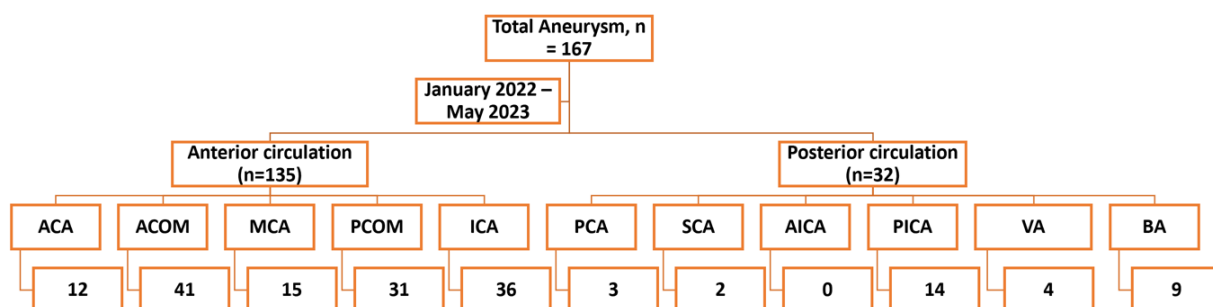 Total Aneurysm, n
= 167
January 2022 –
May 2023
Anterior circulation
(n=135)
Posterior circulation
(n=32)
ACA
ACOM
MCA
PCOM
ICA
PCA
SCA
AICA
PICA
VA
BA
12
41
15
31
36
3
2
0
14
4
9